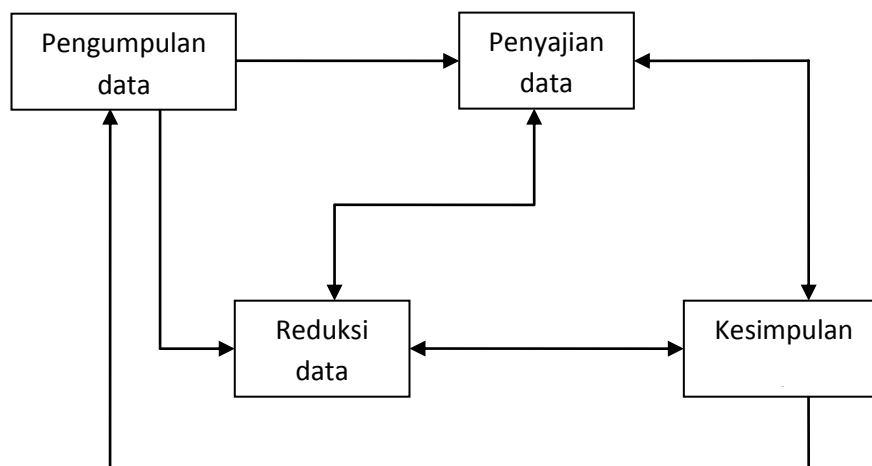 Pengumpulan
data
Penyajian
data
Reduksi
data
Kesimpulan